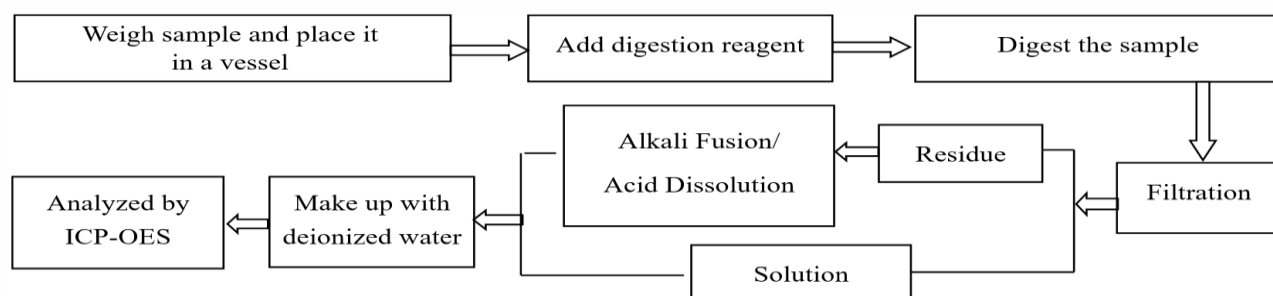 Weigh sample and place it
in a vessel
Add digestion reagent
Digest the sample
Filtration
Residue
Alkali Fusion/
Acid Dissolution
Solution
Make up with
deionized water
Analyzed by
ICP-OES